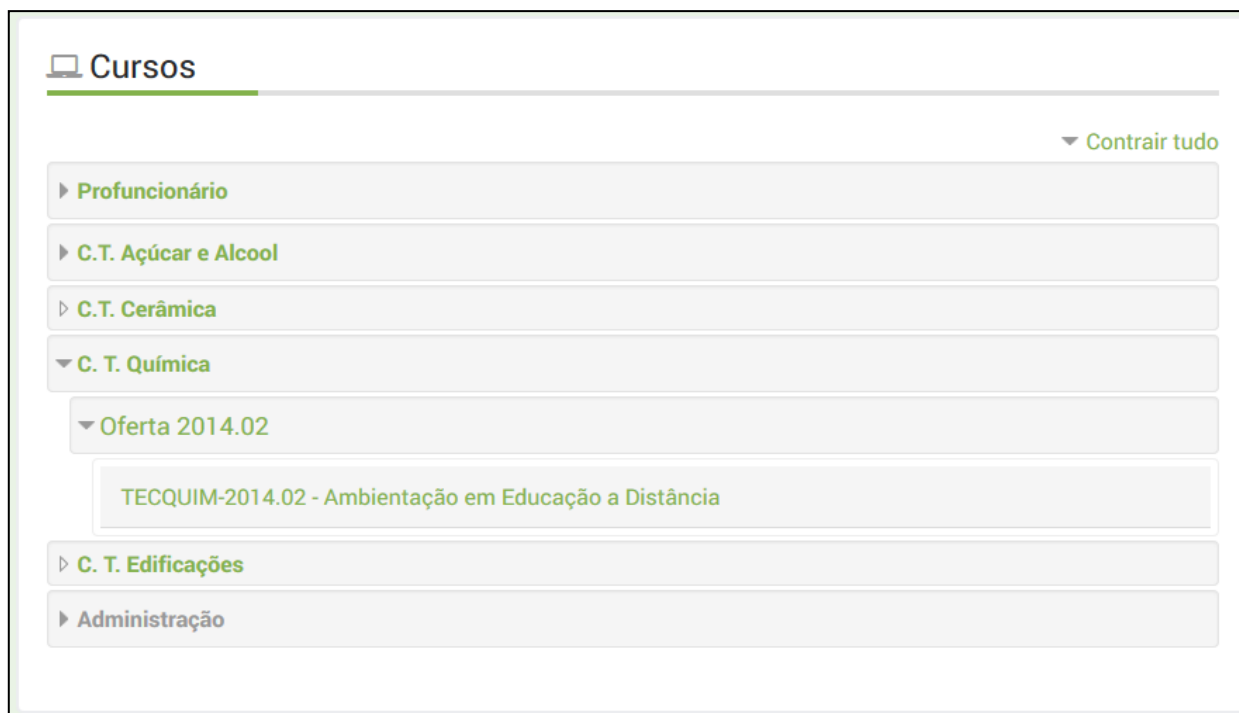 Cursos
Contrair tudo
Profuncionário
C.T. Açúcar e Alcool
C.T. Cerâmica
C. T. Química
Oferta 2014.02
TECQUIM-2014.02 - Ambientação em Educação a Distância
C. T. Edificações
Administração